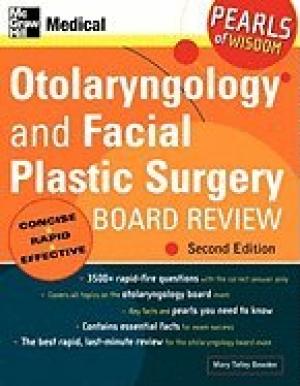 Mc
Graw
Hill
Medical
PEARLS
OF WISDOM
Otolaryngology
and Facial
Plastic Surgery
BOARD REVIEW
CONCISE
RAPID
EFFECTIVE
Second Edition
3500+ rapid-fire questions with the correct answer only
Covers all topics on the otolaryngology board exam
Key facts and pearls you need to know
Contains essential facts for exam success
The best rapid, last-minute review for the otolaryngology board exam
Mary Talley Bowden